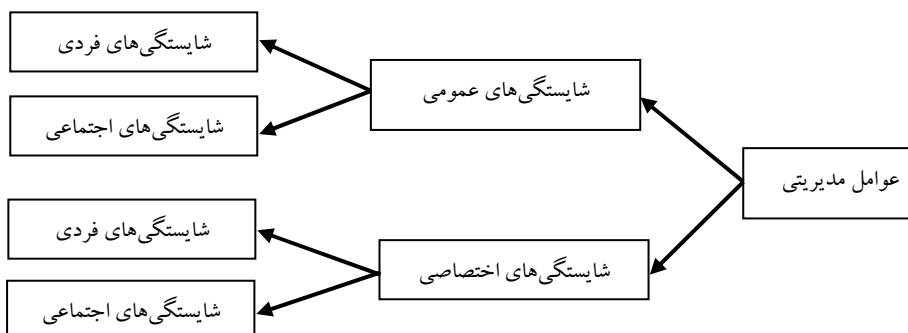 عوامل مدیریتی
شایستگی‌های عمومی
شایستگی‌های فردی
شایستگی‌های اجتماعی
شایستگی‌های اختصاصی
شایستگی‌های فردی
شایستگی‌های اجتماعی